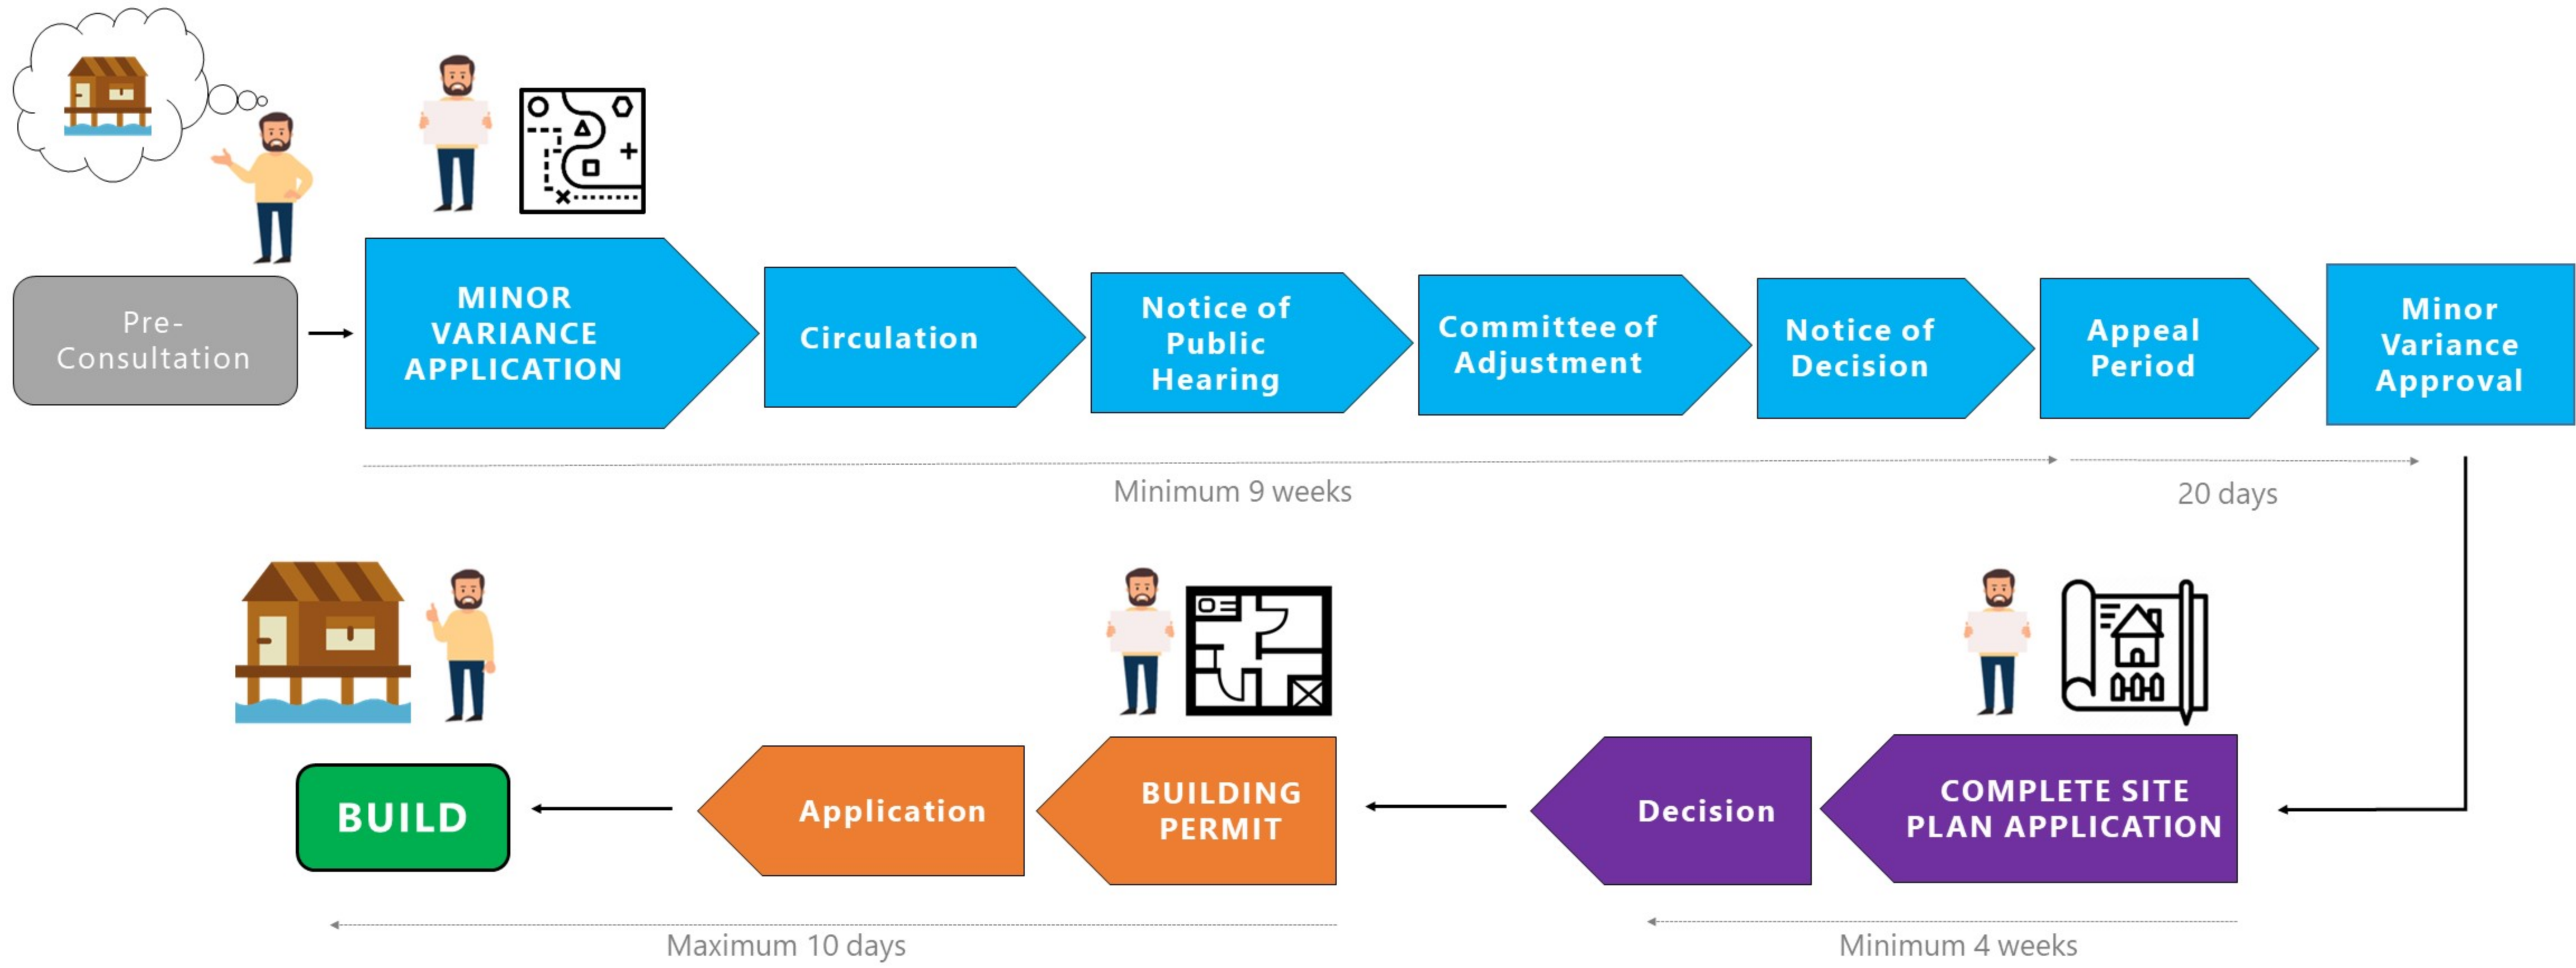 Pre-
Consultation
MINOR
VARIANCE
APPLICATION
Circulation
Notice of
Public
Hearing
Committee of
Adjustment
Notice of
Decision
Appeal
Period
Minor
Variance
Approval
Minimum 9 weeks
20 days
COMPLETE SITE
PLAN APPLICATION
Decision
BUILDING
PERMIT
Application
BUILD
Minimum 4 weeks
Maximum 10 days